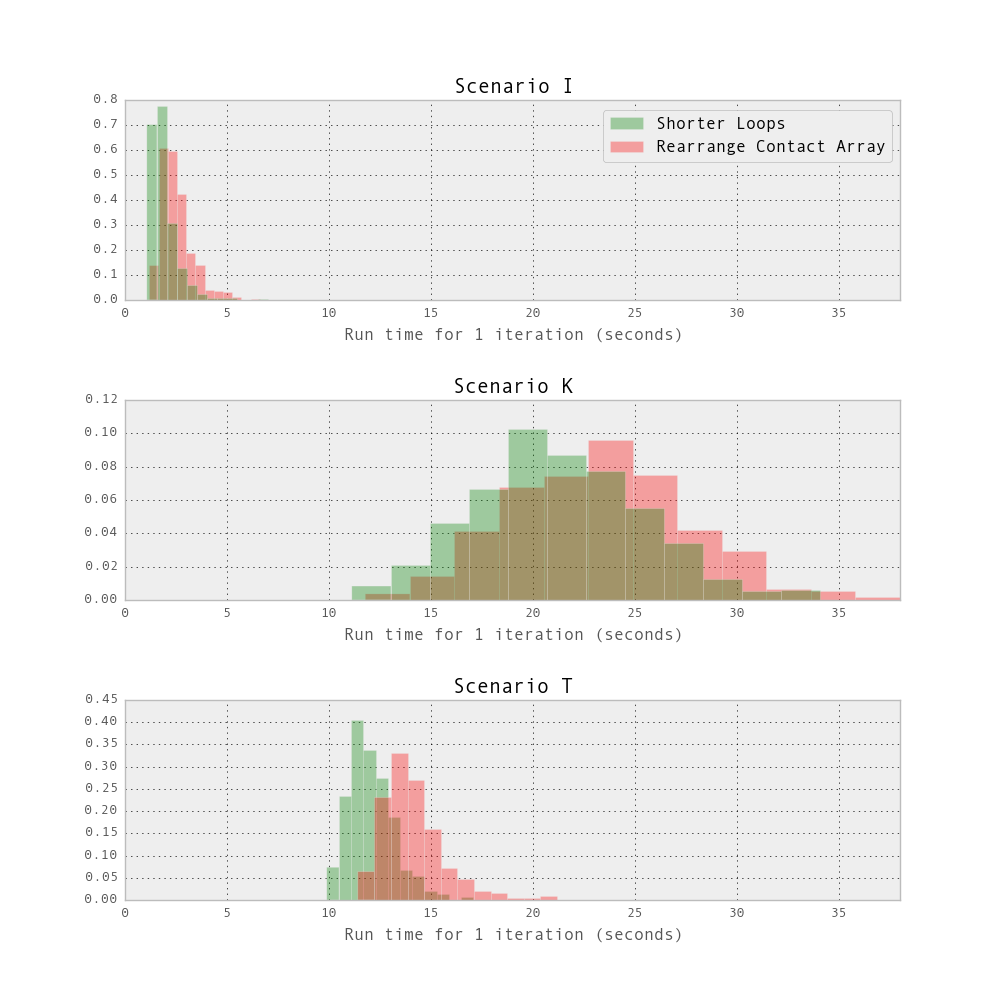 Scenario I
0.8
0.7
0.6
0.5
0.4
0.3
0.2
0.1
0.0
Shorter Loops
Rearrange Contact Array
0 5 10 15 20 25 30 35
Run time for 1 iteration (seconds)
Scenario K
0.12
0.10
0.08
0.06
0.04
0.02
0.00
0 5 10 15 20 25 30 35
Run time for 1 iteration (seconds)
Scenario T
0.45
0.40
0.35
0.30
0.25
0.20
0.15
0.10
0.05
0.00
0 5 10 15 20 25 30 35
Run time for 1 iteration (seconds)